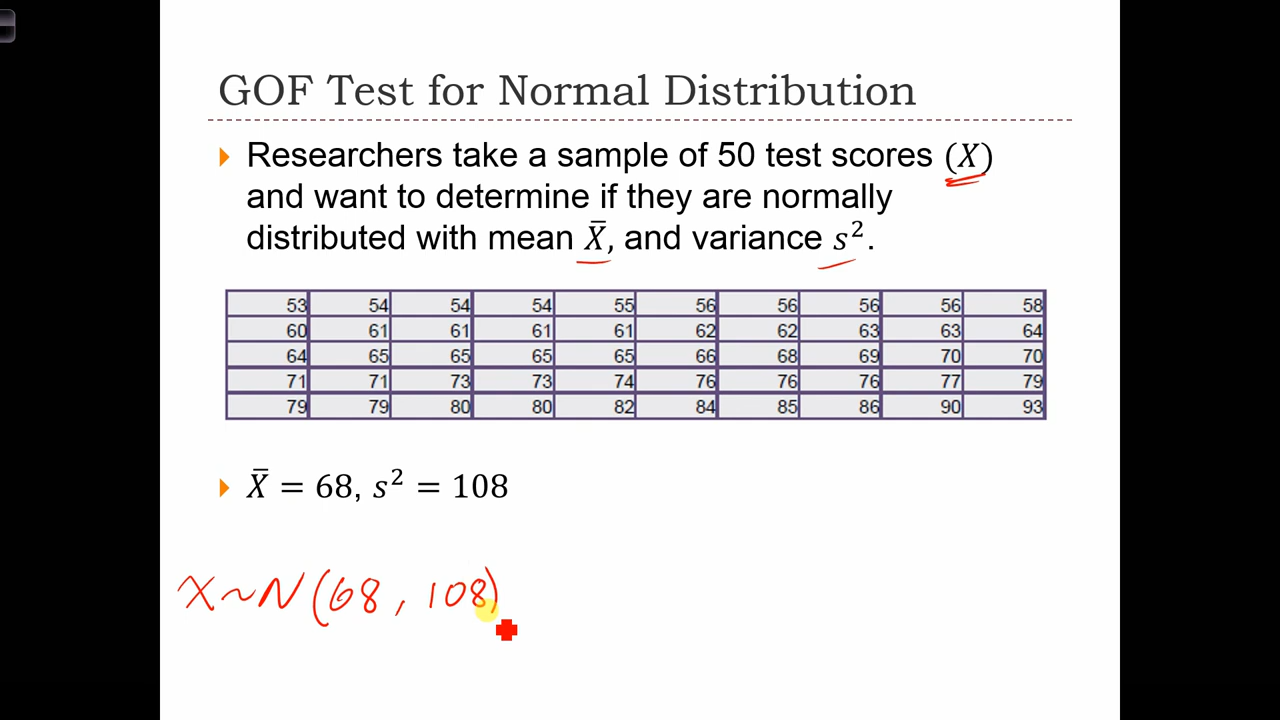 GOF Test for Normal Distribution
Researchers take a sample of 50 test scores (X)
and want to determine if they are normally
distributed with mean X̄, and variance s².
53 54 54 54 55 56 56 56 56 58
60 61 61 61 61 62 62 63 63 64
64 65 65 65 65 66 68 69 70 70
71 71 73 73 74 76 76 76 77 79
79 79 80 80 82 84 85 86 90 93
X̄ = 68, s² = 108
X~N(68, 108)